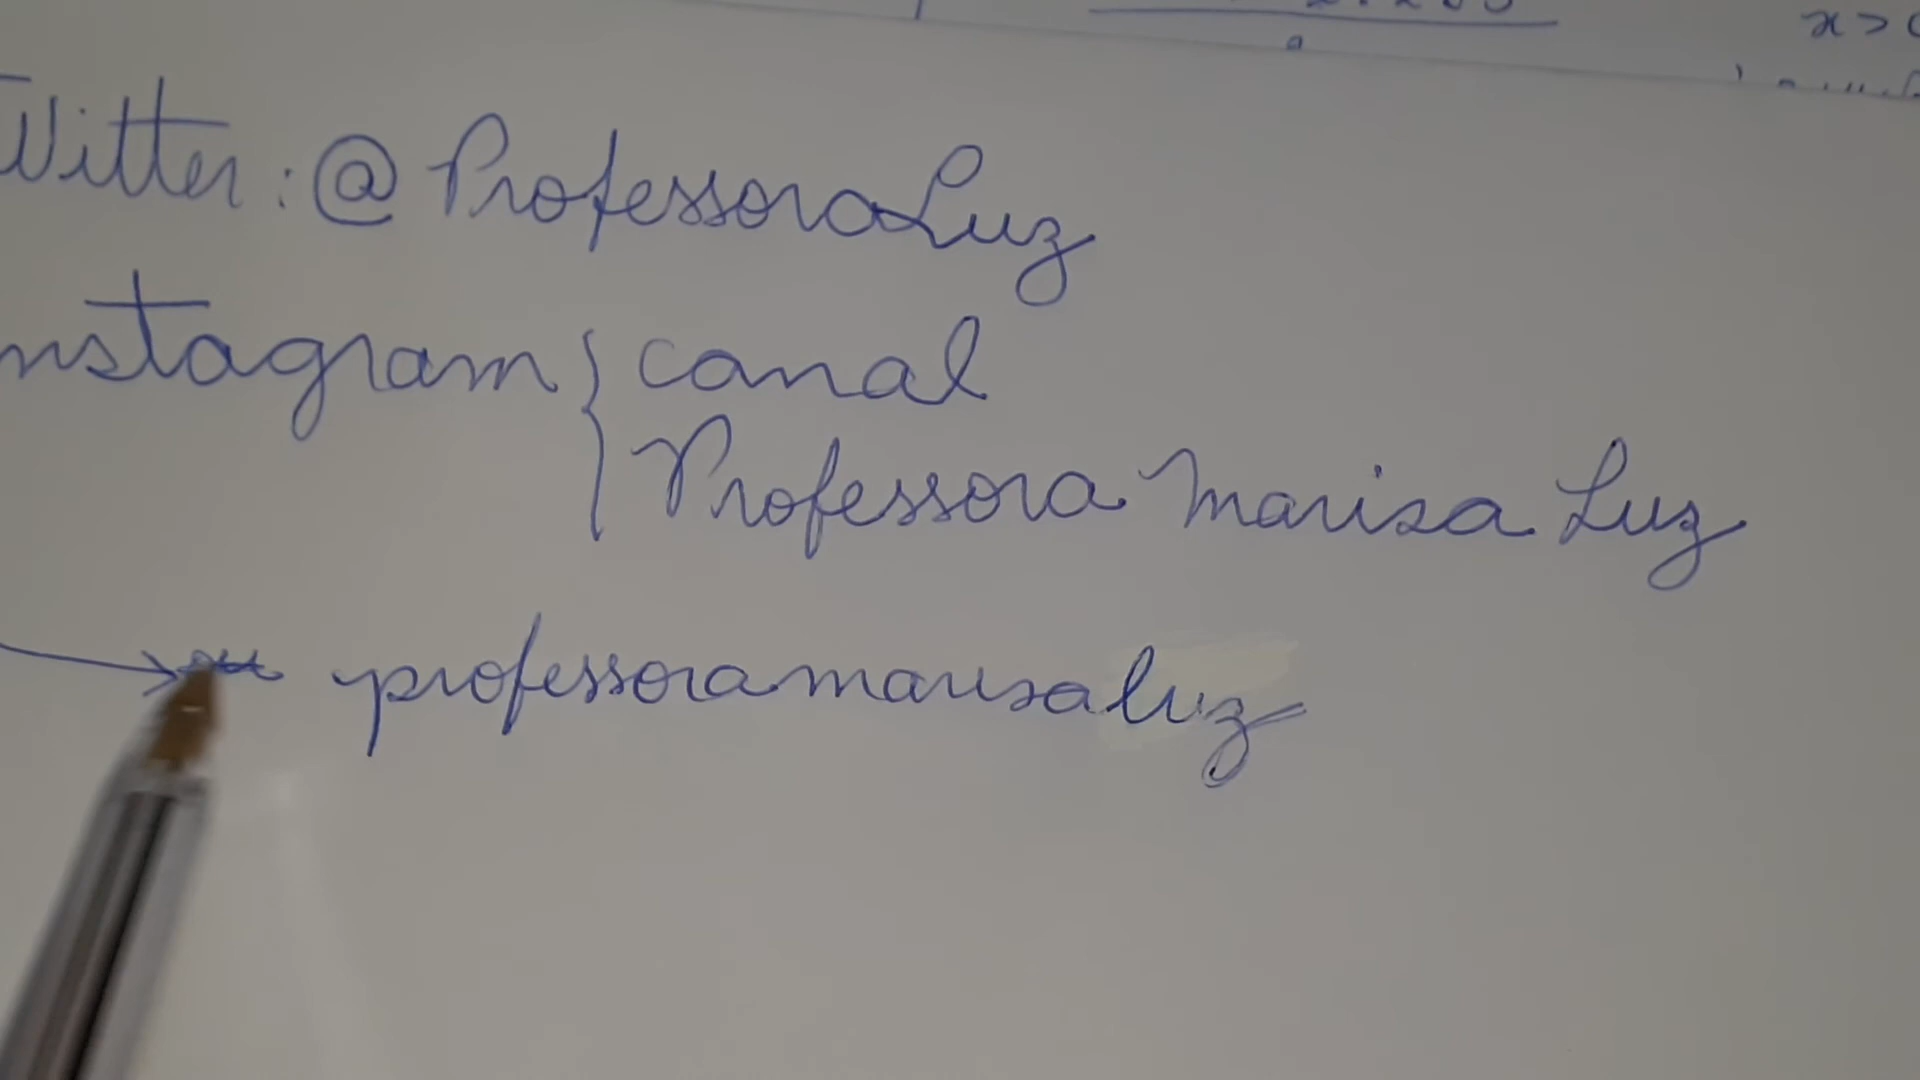 x >
Witter: @ProfessoraLuz
nstagram { canal
Professora Marisa Luz
professoramarisaluz